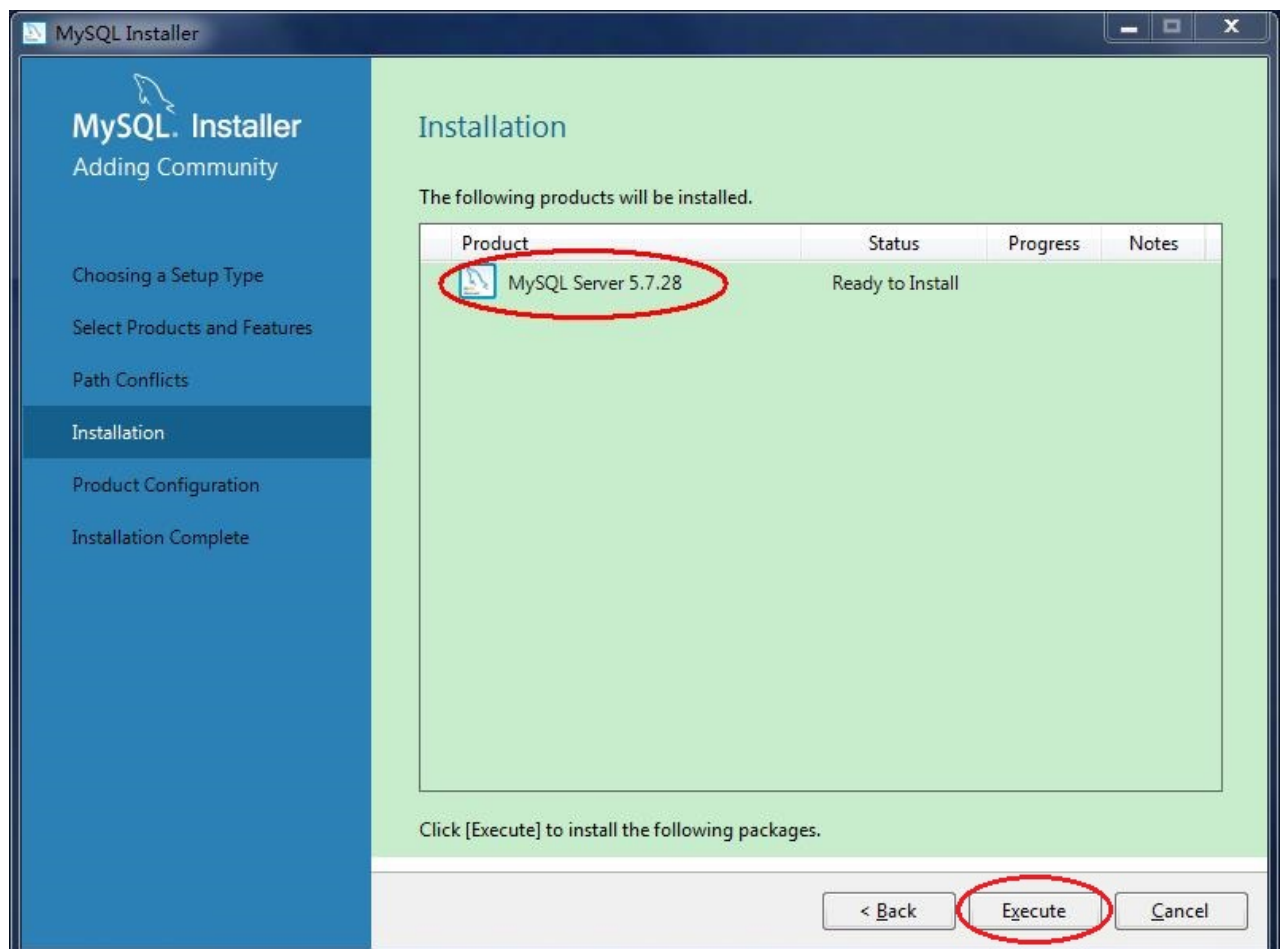 MySQL Installer
MySQL. Installer
Adding Community
Choosing a Setup Type
Select Products and Features
Path Conflicts
Installation
Product Configuration
Installation Complete
Installation
The following products will be installed.
Product Status Progress Notes
MySQL Server 5.7.28 Ready to Install
Click [Execute] to install the following packages.
< Back Execute Cancel